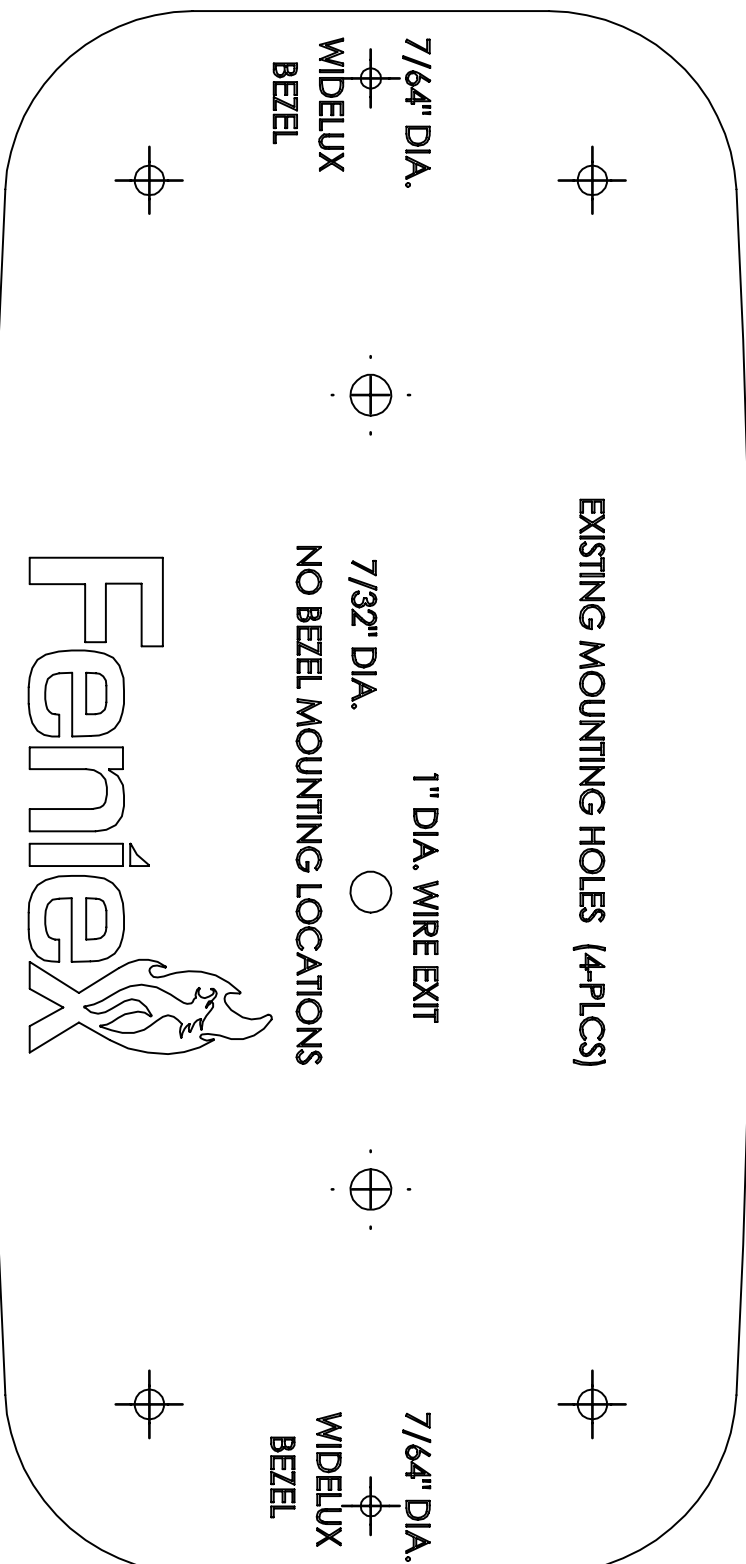 7/64" DIA.
WIDELUX
BEZEL
EXISTING MOUNTING HOLES (4-PLCS)
1" DIA. WIRE EXIT
7/32" DIA.
NO BEZEL MOUNTING LOCATIONS
Feniex
7/64" DIA.
WIDELUX
BEZEL